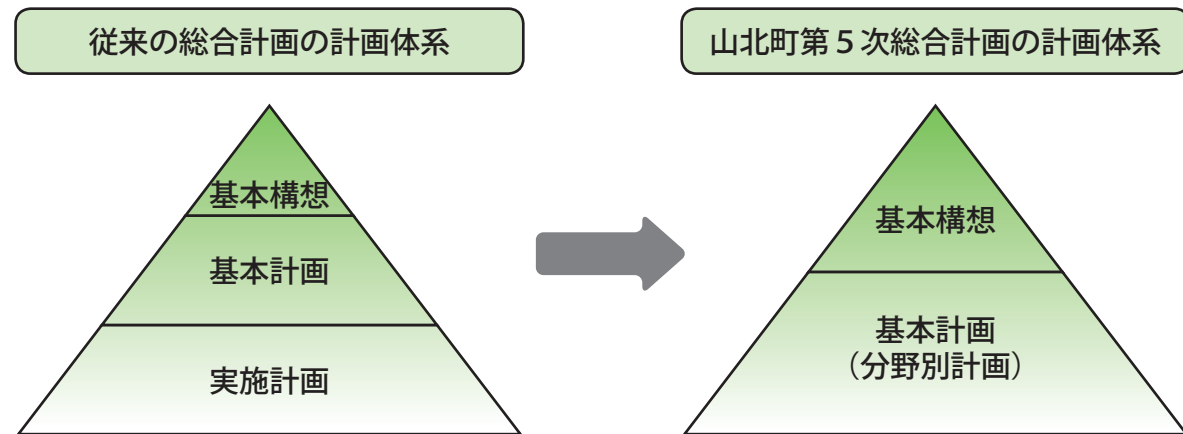 従来の総合計画の計画体系
基本構想
基本計画
実施計画
山北町第５次総合計画の計画体系
基本構想
基本計画
（分野別計画）